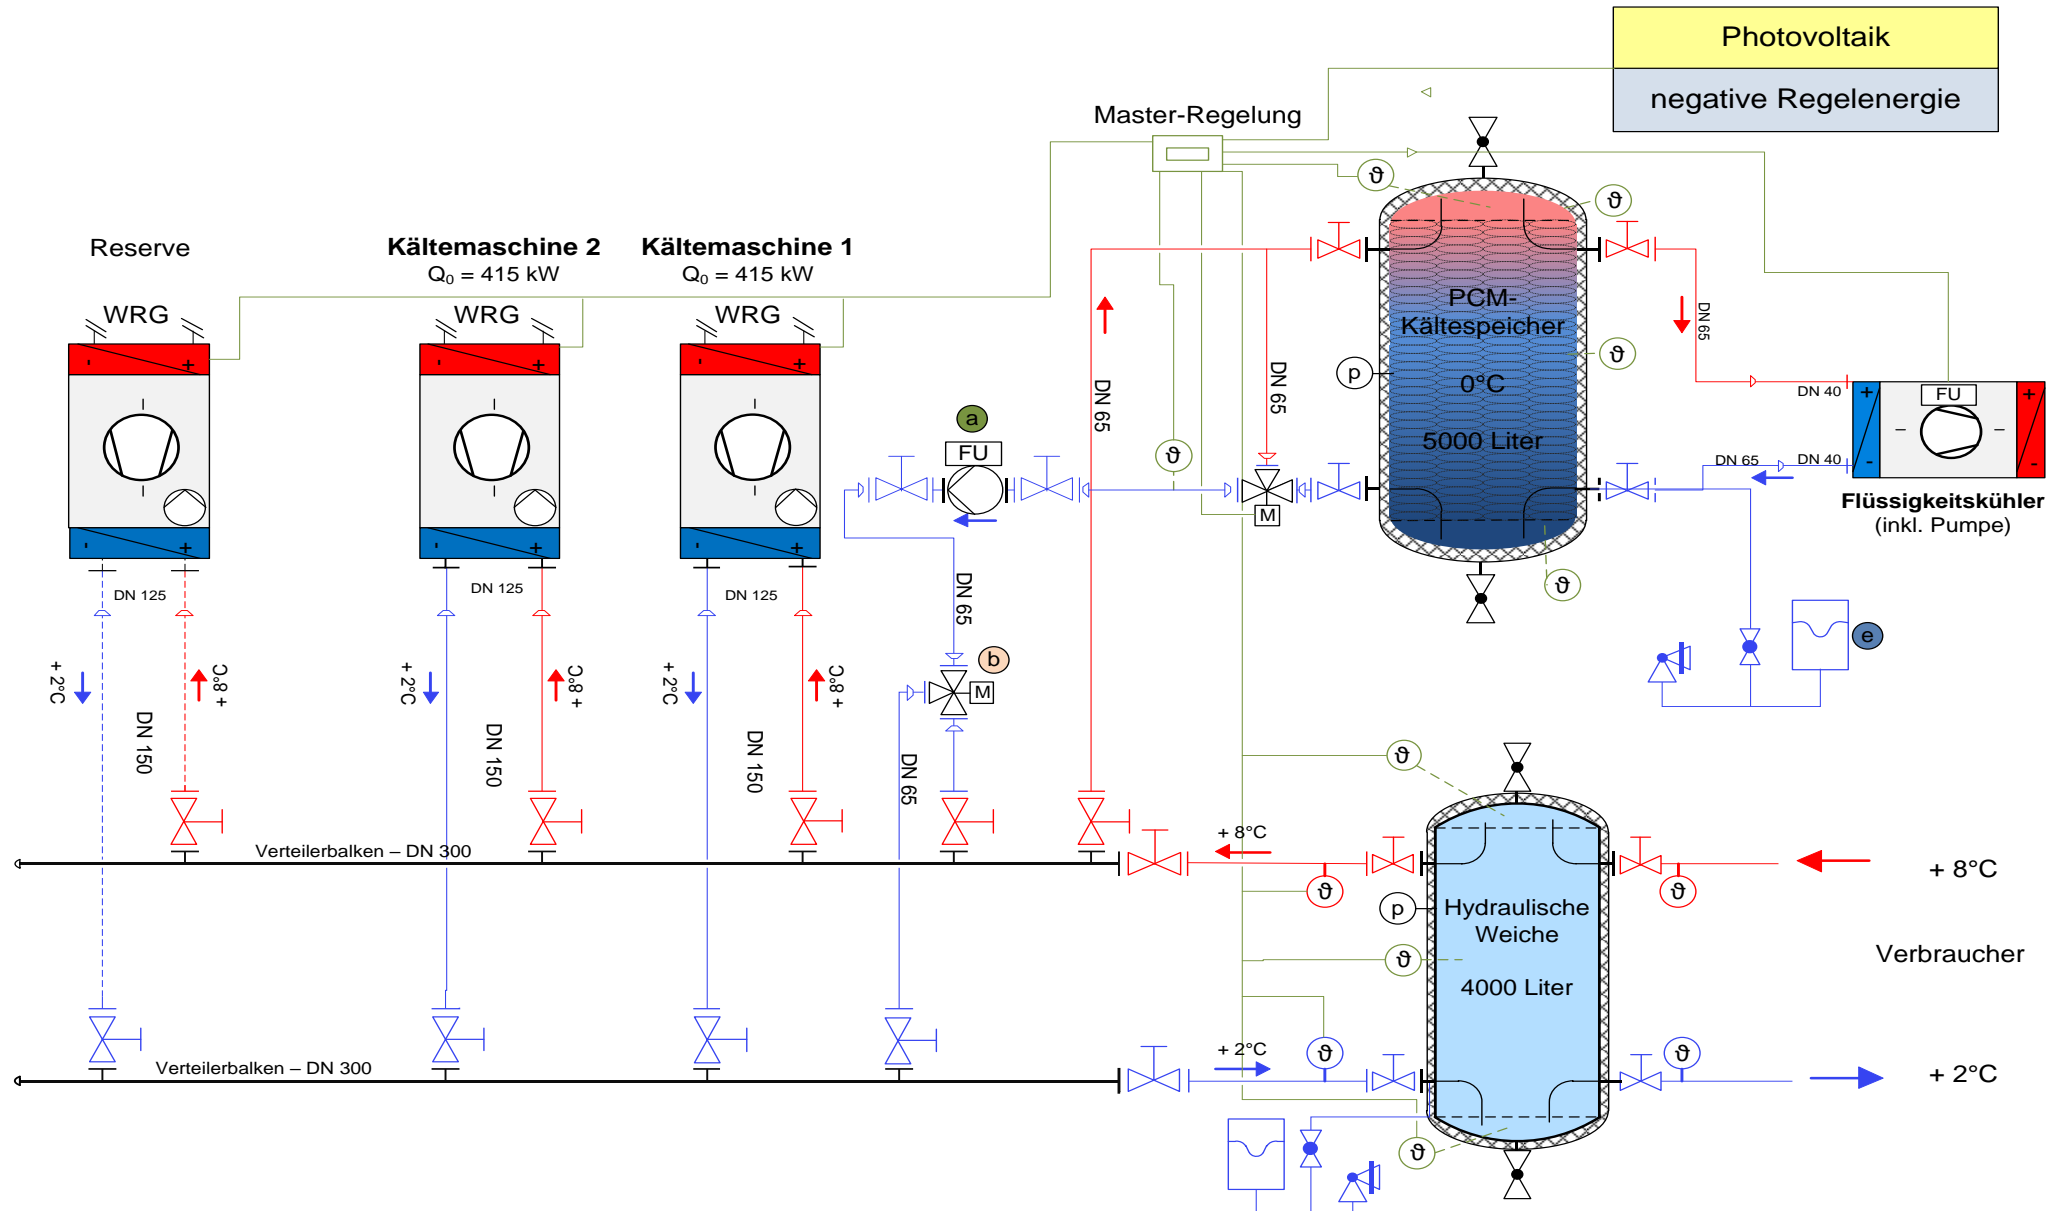 Photovoltaik
negative Regelenergie
Master-Regelung
Reserve
Kältemaschine 2
Q₀ = 415 kW
Kältemaschine 1
Q₀ = 415 kW
WRG
WRG
WRG
ϑ
ϑ
PCM-
Kältespeicher
0°C
5000 Liter
ϑ
p
ϑ
ϑ
DN 65
DN 65
DN 65
DN 40
DN 65
DN 40
FU
+
-
+
-
Flüssigkeitskühler
(inkl. Pumpe)
a
FU
M
-
+
-
+
-
+
-
+
-
+
-
+
DN 125
DN 125
DN 125
DN 65
b
M
e
+ 2°C
+ 8°C
+ 2°C
+ 8°C
+ 2°C
+ 8°C
DN 150
DN 150
DN 150
DN 65
ϑ
Verteilerbalken – DN 300
+ 8°C
ϑ
ϑ
+ 8°C
p
Hydraulische
Weiche
4000 Liter
ϑ
Verbraucher
Verteilerbalken – DN 300
+ 2°C
ϑ
ϑ
+ 2°C
ϑ